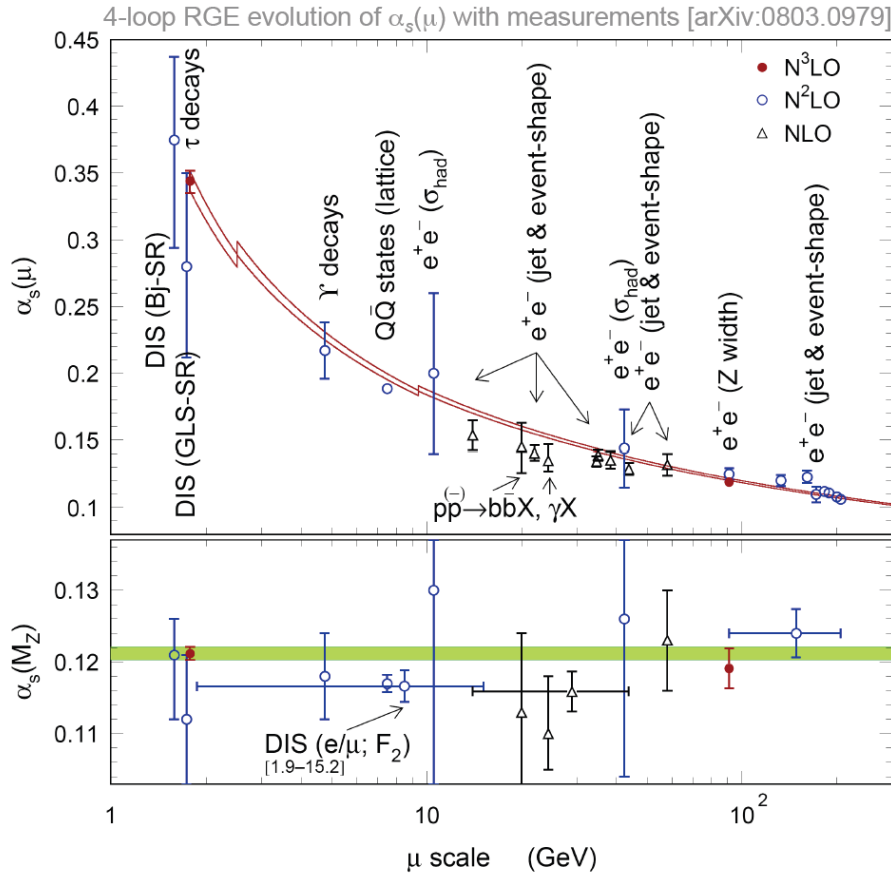 4-loop RGE evolution of αs(μ) with measurements [arXiv:0803.0979]
0.45
0.4
0.35
0.3
0.25
0.2
0.15
0.1
αs(μ)
N³LO
N²LO
NLO
DIS (Bj-SR)
DIS (GLS-SR)
τ decays
ϒ decays
QQ̄ states (lattice)
e⁺e⁻ (σhad)
e⁺e⁻ (jet & event-shape)
e⁺e⁻ (σhad)
e⁺e⁻ (jet & event-shape)
e⁺e⁻ (Z width)
e⁺e⁻ (jet & event-shape)
pp⁽⁻⁾→bb̄X, γX
0.13
0.12
0.11
αs(MZ)
DIS (e/μ; F₂)
[1.9–15.2]
1
10
10²
μ scale (GeV)